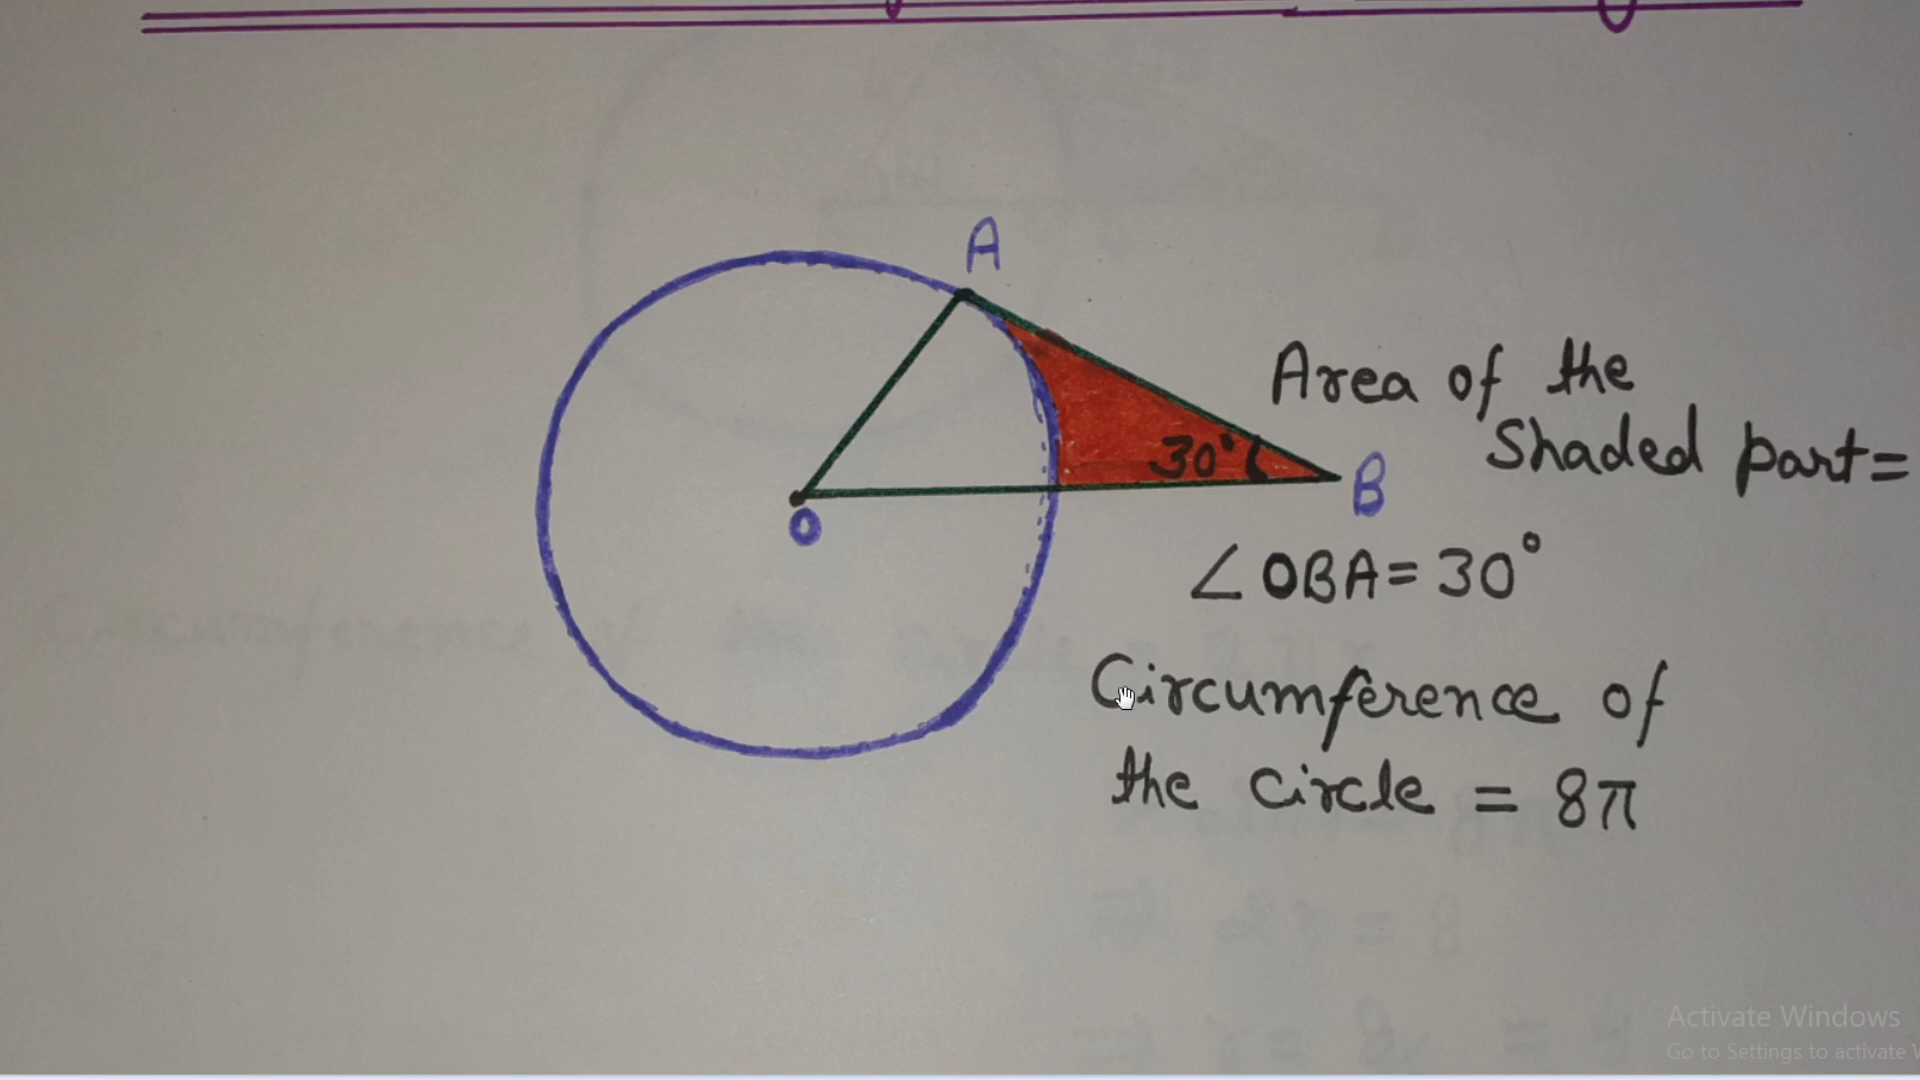 A
Area of the
Shaded part=
30°
B
O
∠OBA=30°
Circumference of
the circle = 8π
Activate Windows
Go to Settings to activate